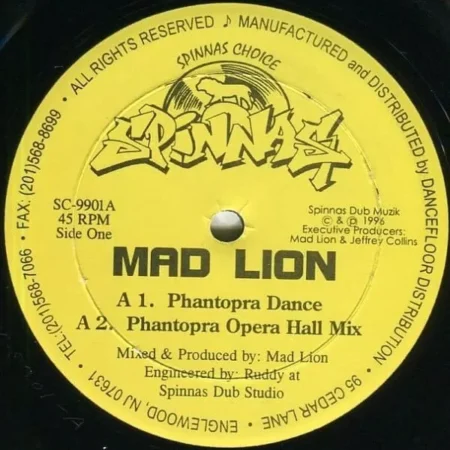 • ALL RIGHTS RESERVED ♪ MANUFACTURED and DISTRIBUTED by DANCEFLOOR DISTRIBUTION • 95 CEDAR LANE • ENGLEWOOD, NJ 07631 • TEL:(201)568-7066 • FAX: (201)568-8699
SPINNAS CHOICE
SPINNAS
SC-9901A
45 RPM
Side One
Spinnas Dub Muzik
© & ℗ 1996
Executive Producers:
Mad Lion & Jeffrey Collins
MAD LION
A 1. Phantopra Dance
A 2. Phantopra Opera Hall Mix
Mixed & Produced by: Mad Lion
Engineered by: Ruddy at
Spinnas Dub Studio